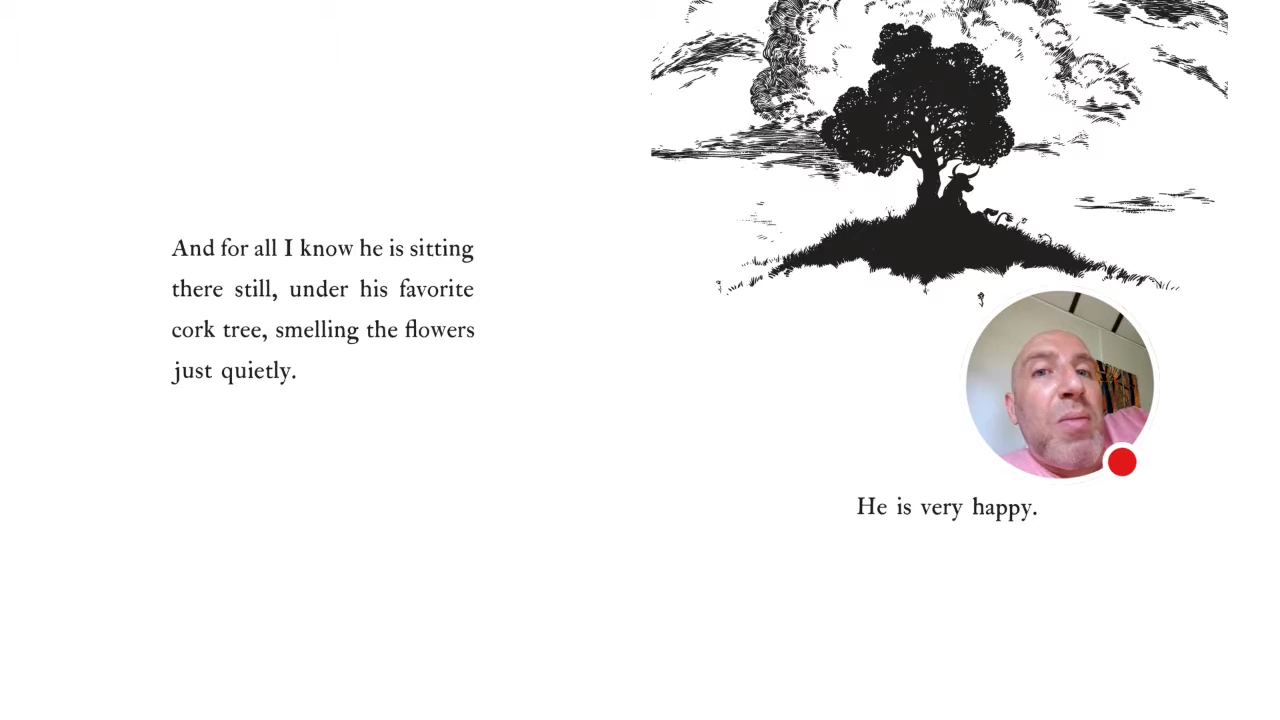 And for all I know he is sitting
there still, under his favorite
cork tree, smelling the flowers
just quietly.
He is very happy.